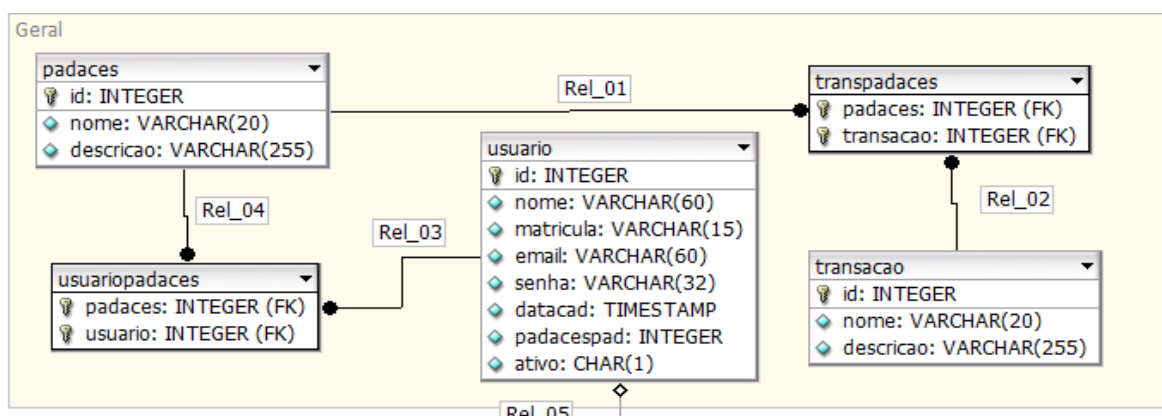 Geral
padaces
id: INTEGER
nome: VARCHAR(20)
descricao: VARCHAR(255)
Rel_01
transpadaces
padaces: INTEGER (FK)
transacao: INTEGER (FK)
usuario
id: INTEGER
nome: VARCHAR(60)
matricula: VARCHAR(15)
email: VARCHAR(60)
senha: VARCHAR(32)
datacad: TIMESTAMP
padacespad: INTEGER
ativo: CHAR(1)
Rel_04
Rel_03
Rel_02
usuariopadaces
padaces: INTEGER (FK)
usuario: INTEGER (FK)
transacao
id: INTEGER
nome: VARCHAR(20)
descricao: VARCHAR(255)
Rel_05